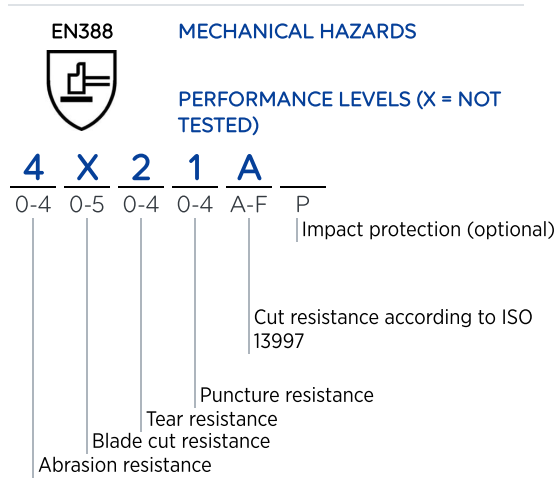 EN388
MECHANICAL HAZARDS
PERFORMANCE LEVELS (X = NOT
TESTED)
4 X 2 1 A
0-4 0-5 0-4 0-4 A-F P
Impact protection (optional)
Cut resistance according to ISO
13997
Puncture resistance
Tear resistance
Blade cut resistance
Abrasion resistance